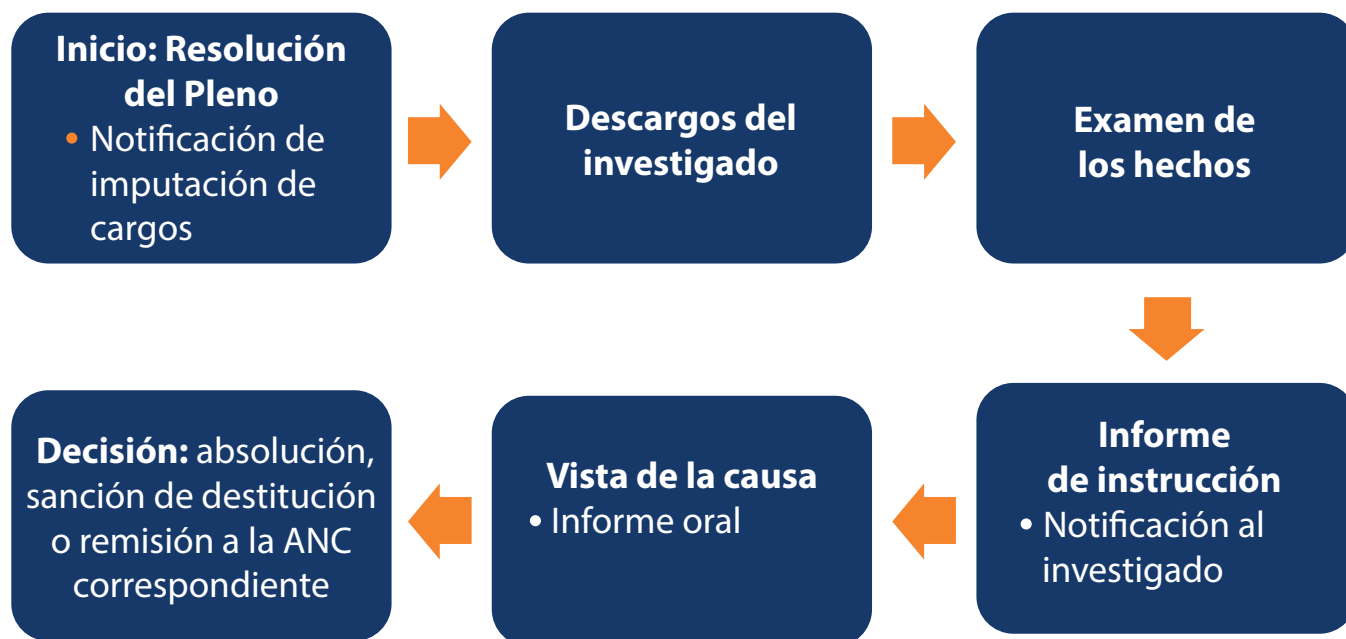 Inicio: Resolución
del Pleno
• Notificación de
imputación de
cargos
Descargos del
investigado
Examen de
los hechos
Informe
de instrucción
• Notificación al
investigado
Vista de la causa
• Informe oral
Decisión: absolución,
sanción de destitución
o remisión a la ANC
correspondiente